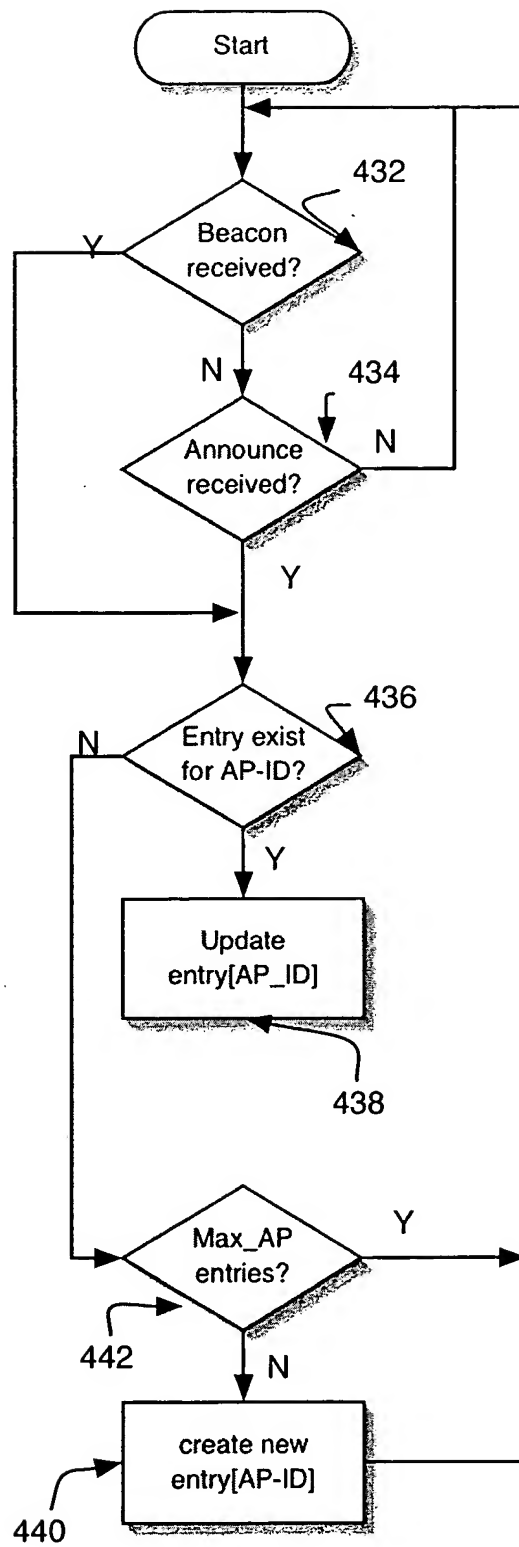 Start
432
Beacon
received?
Y
N
434
Announce
received?
N
Y
436
Entry exist
for AP-ID?
N
Y
Update
entry[AP_ID]
438
Max_AP
entries?
Y
442
N
create new
entry[AP-ID]
440